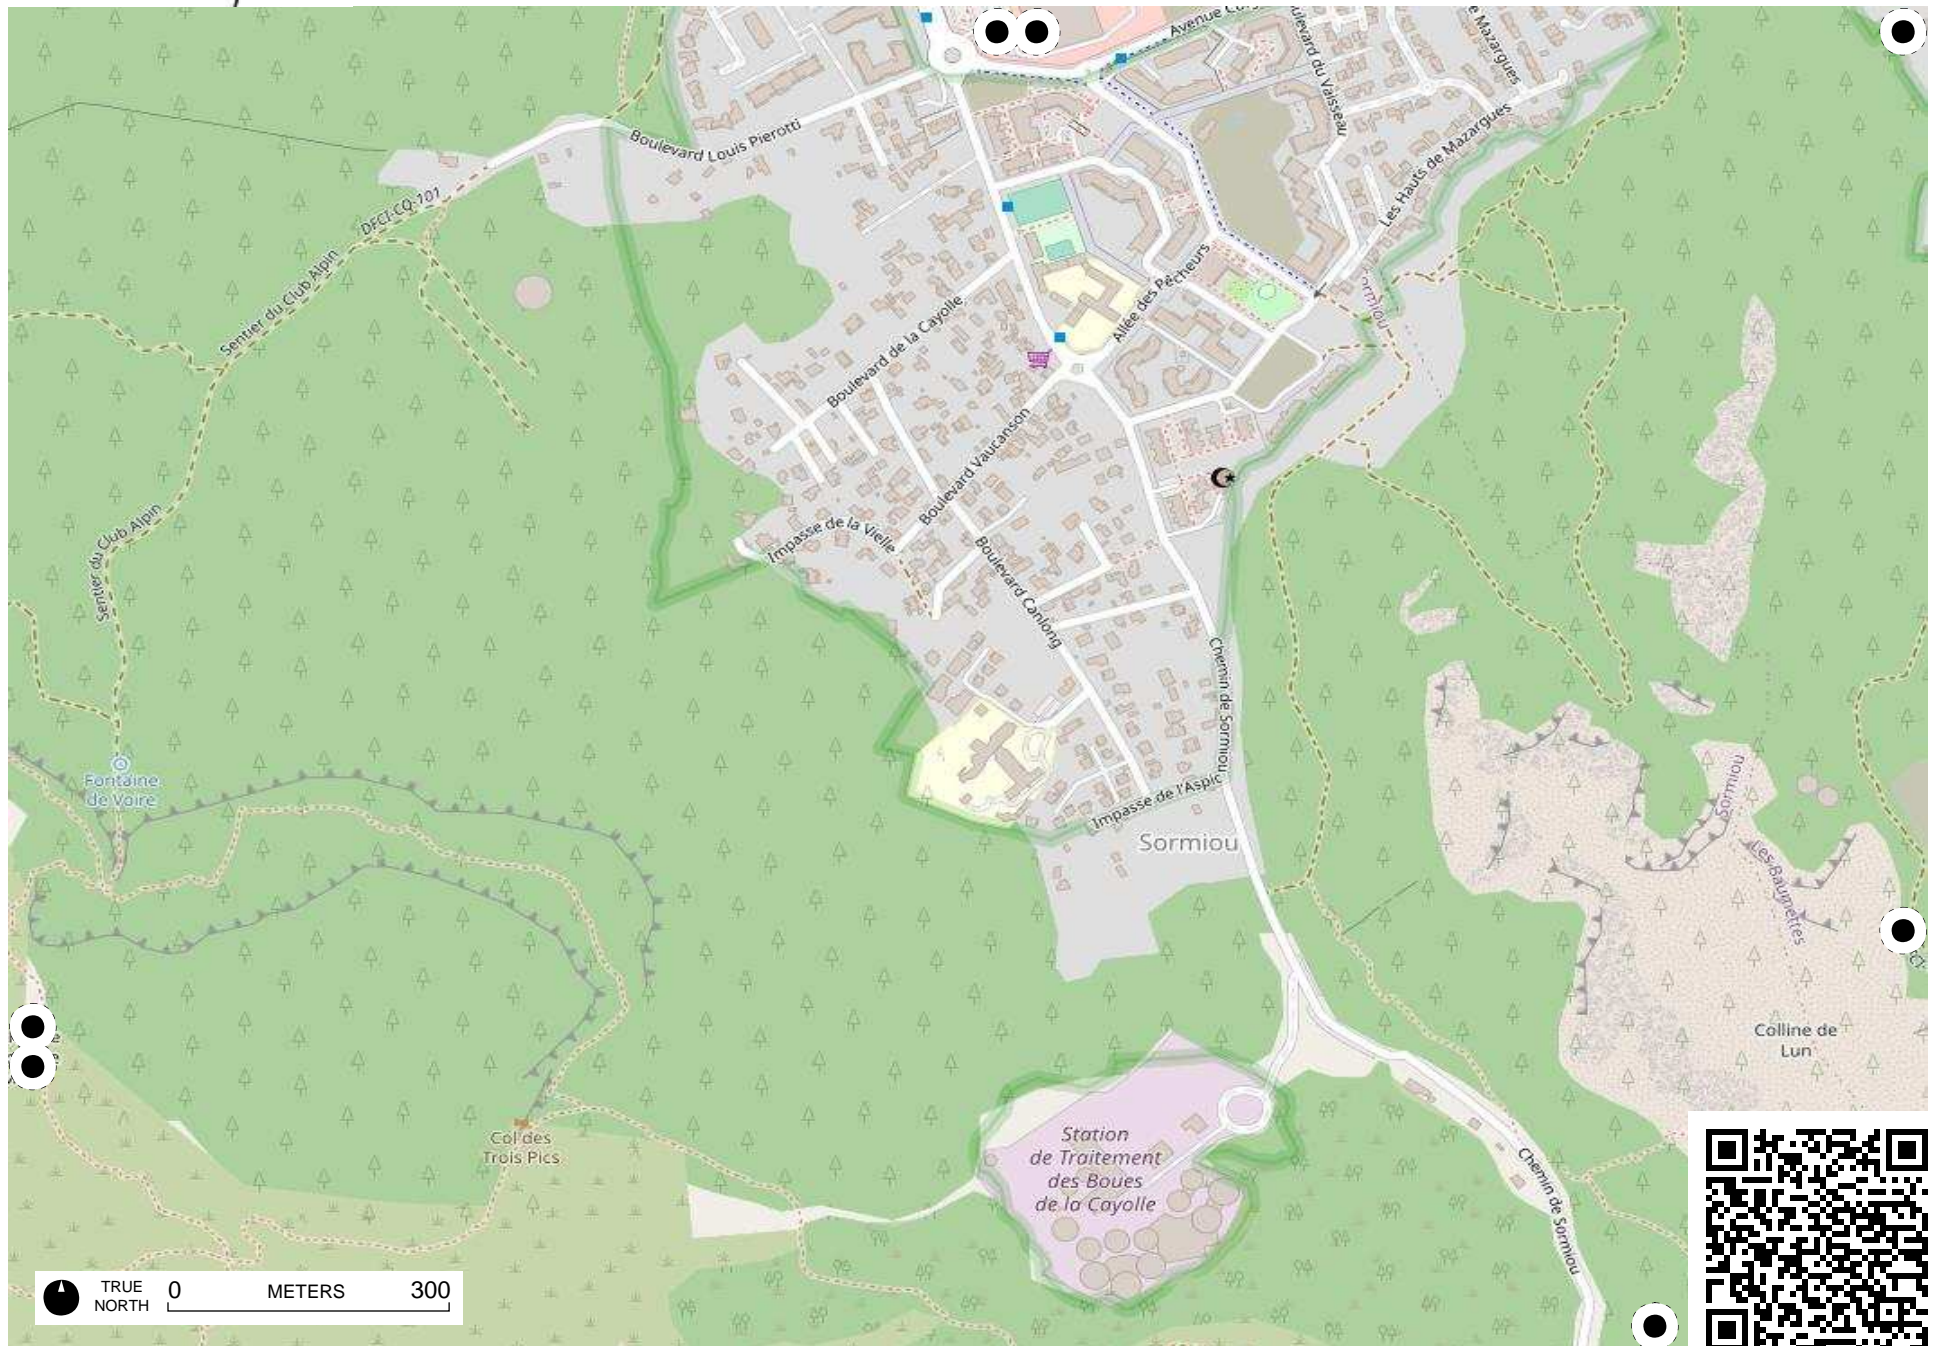 Avenue
Boulevard du Vaisseau
Mazargues
Boulevard Louis Pierotti
Les Hauts de Mazargues
DFCI-CQ-101
Sentier du Club Alpin
Allée des Pêcheurs
Sormiou
Boulevard de la Cayolle
Boulevard Vaucanson
Sentier du Club Alpin
Impasse de la Vielle
Boulevard Canlong
Chemin de Sormiou
Fontaine
de Voire
Impasse de l'Aspic
Sormiou
Sormiou
Les Baumettes
Colline de
Lun
Col des
Trois Pics
Station
de Traitement
des Boues
de la Cayolle
Chemin de Sormiou
TRUE
NORTH
0 METERS 300